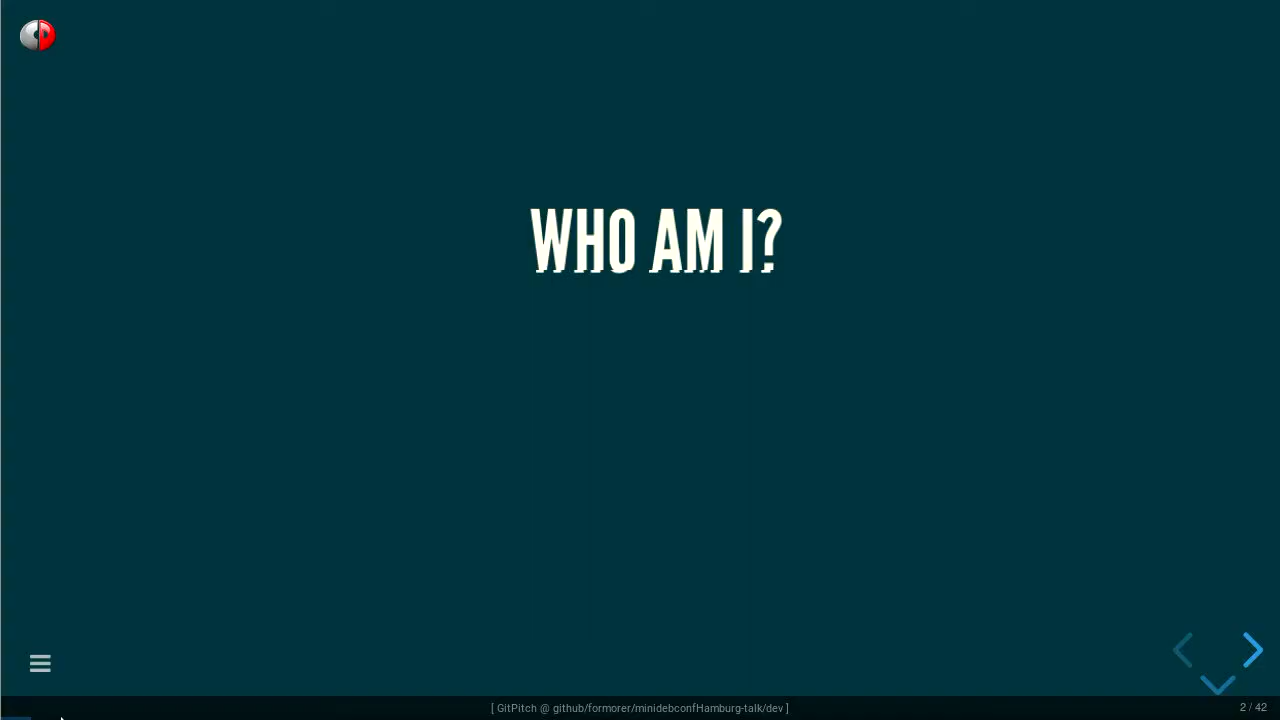 WHO AM I?
[ GitPitch @ github/formorer/minidebconfHamburg-talk/dev ]
2 / 42